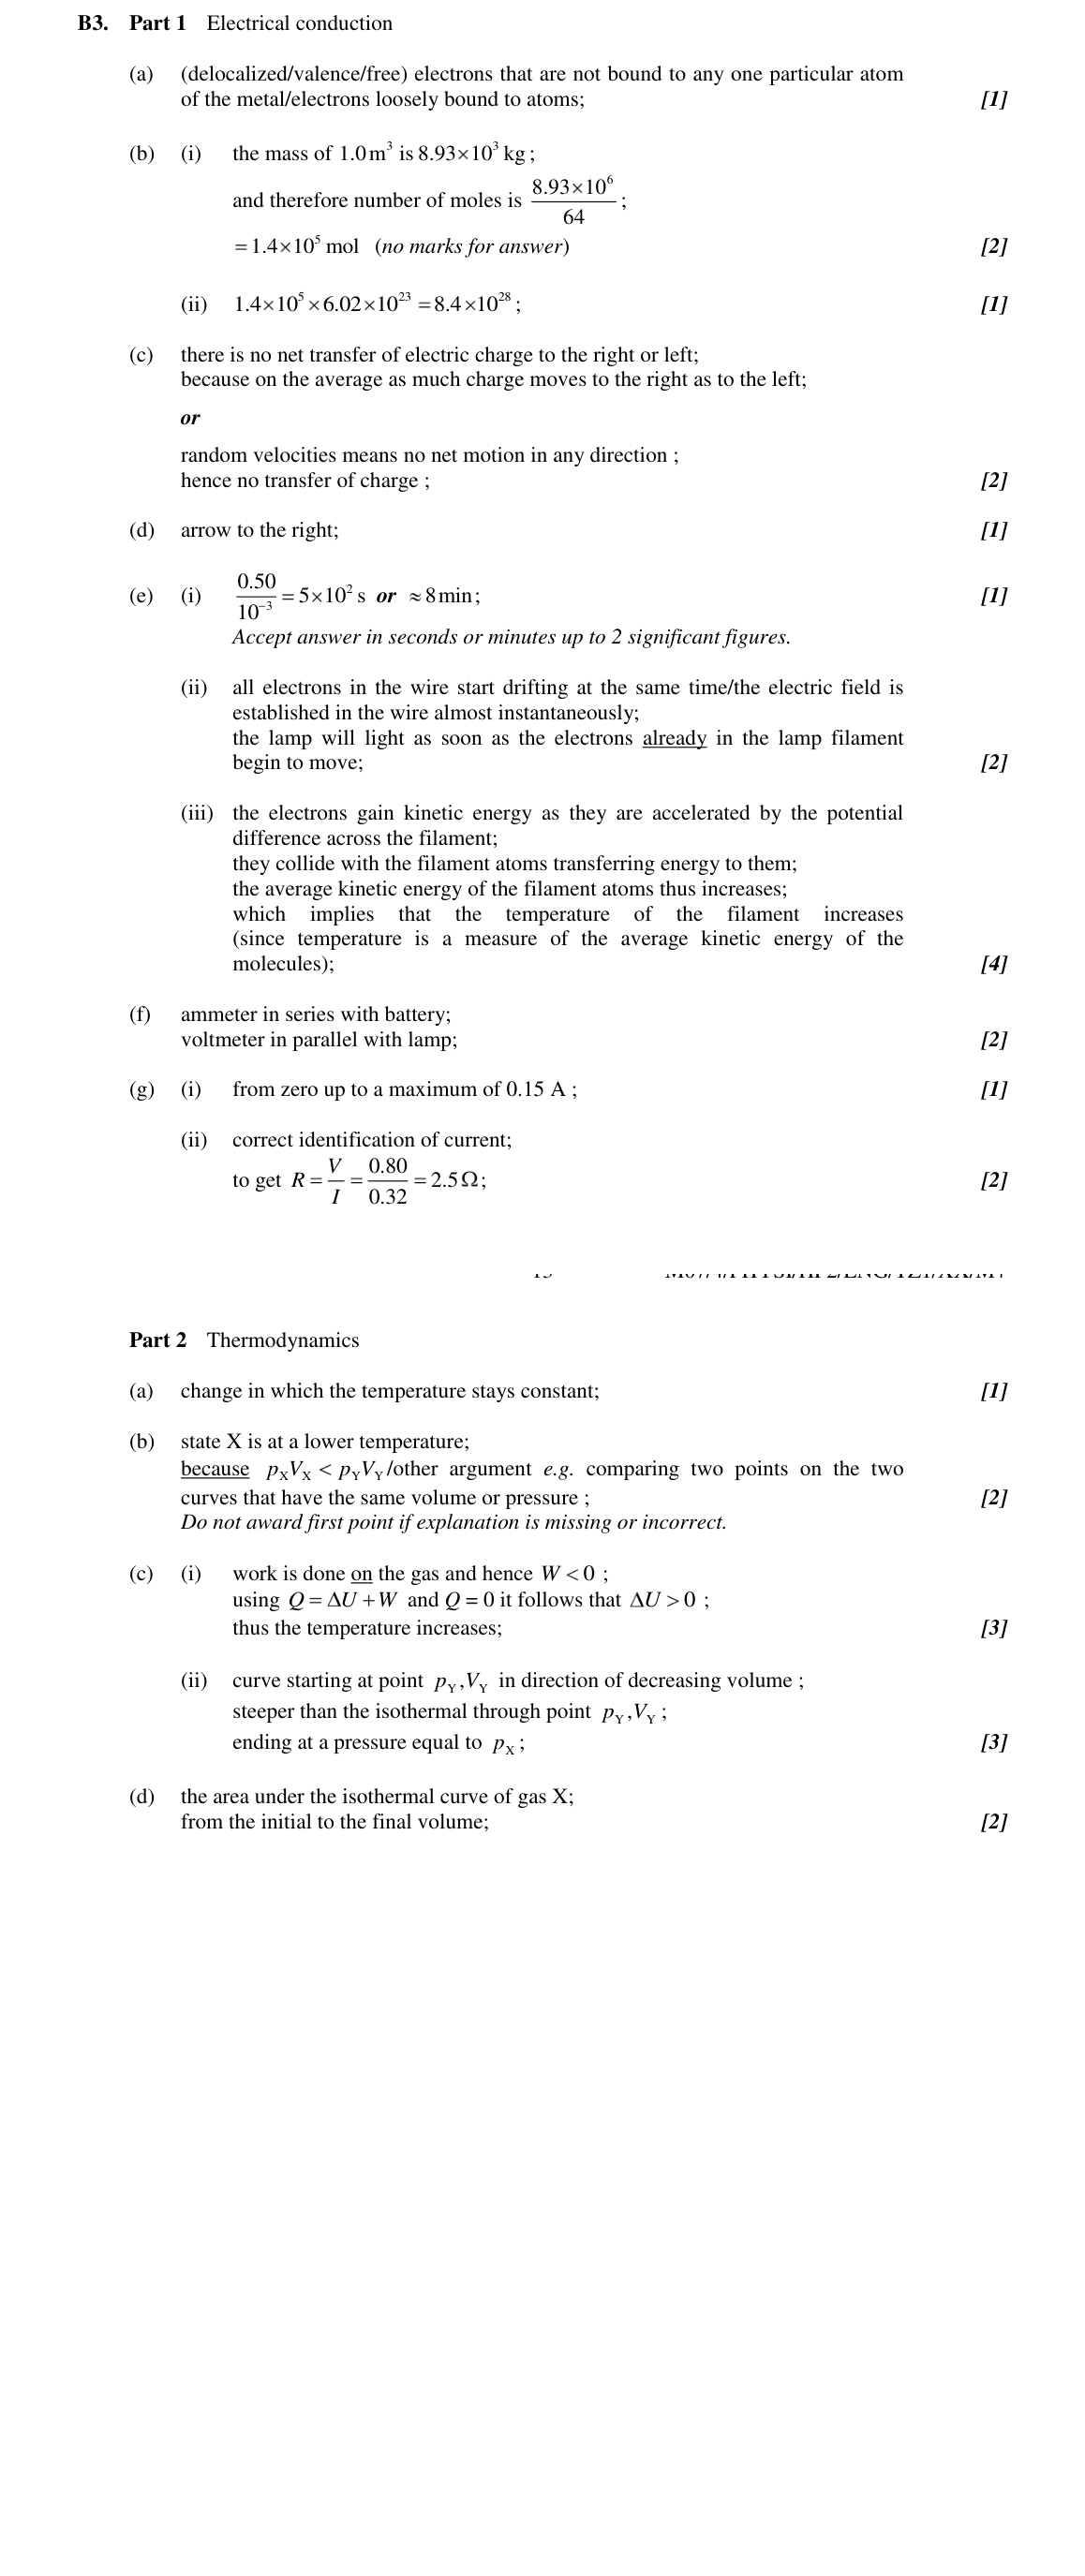 B3. Part 1 Electrical conduction
(a) (delocalized/valence/free) electrons that are not bound to any one particular atom
of the metal/electrons loosely bound to atoms; [1]
(b) (i) the mass of 1.0 m³ is 8.93×10³ kg ;
and therefore number of moles is 8.93×10⁶/64 ;
= 1.4×10⁵ mol (no marks for answer) [2]
(ii) 1.4×10⁵ × 6.02×10²³ = 8.4×10²⁸ ; [1]
(c) there is no net transfer of electric charge to the right or left;
because on the average as much charge moves to the right as to the left;
or
random velocities means no net motion in any direction ;
hence no transfer of charge ; [2]
(d) arrow to the right; [1]
(e) (i) 0.50/10⁻³ = 5×10² s or ≈ 8 min; [1]
Accept answer in seconds or minutes up to 2 significant figures.
(ii) all electrons in the wire start drifting at the same time/the electric field is
established in the wire almost instantaneously;
the lamp will light as soon as the electrons already in the lamp filament
begin to move; [2]
(iii) the electrons gain kinetic energy as they are accelerated by the potential
difference across the filament;
they collide with the filament atoms transferring energy to them;
the average kinetic energy of the filament atoms thus increases;
which implies that the temperature of the filament increases
(since temperature is a measure of the average kinetic energy of the
molecules); [4]
(f) ammeter in series with battery;
voltmeter in parallel with lamp; [2]
(g) (i) from zero up to a maximum of 0.15 A ; [1]
(ii) correct identification of current;
to get R = V/I = 0.80/0.32 = 2.5 Ω; [2]
Part 2 Thermodynamics
(a) change in which the temperature stays constant; [1]
(b) state X is at a lower temperature;
because p_X V_X < p_Y V_Y /other argument e.g. comparing two points on the two
curves that have the same volume or pressure ; [2]
Do not award first point if explanation is missing or incorrect.
(c) (i) work is done on the gas and hence W < 0 ;
using Q = ΔU + W and Q = 0 it follows that ΔU > 0 ;
thus the temperature increases; [3]
(ii) curve starting at point p_Y, V_Y in direction of decreasing volume ;
steeper than the isothermal through point p_Y, V_Y ;
ending at a pressure equal to p_X ; [3]
(d) the area under the isothermal curve of gas X;
from the initial to the final volume; [2]